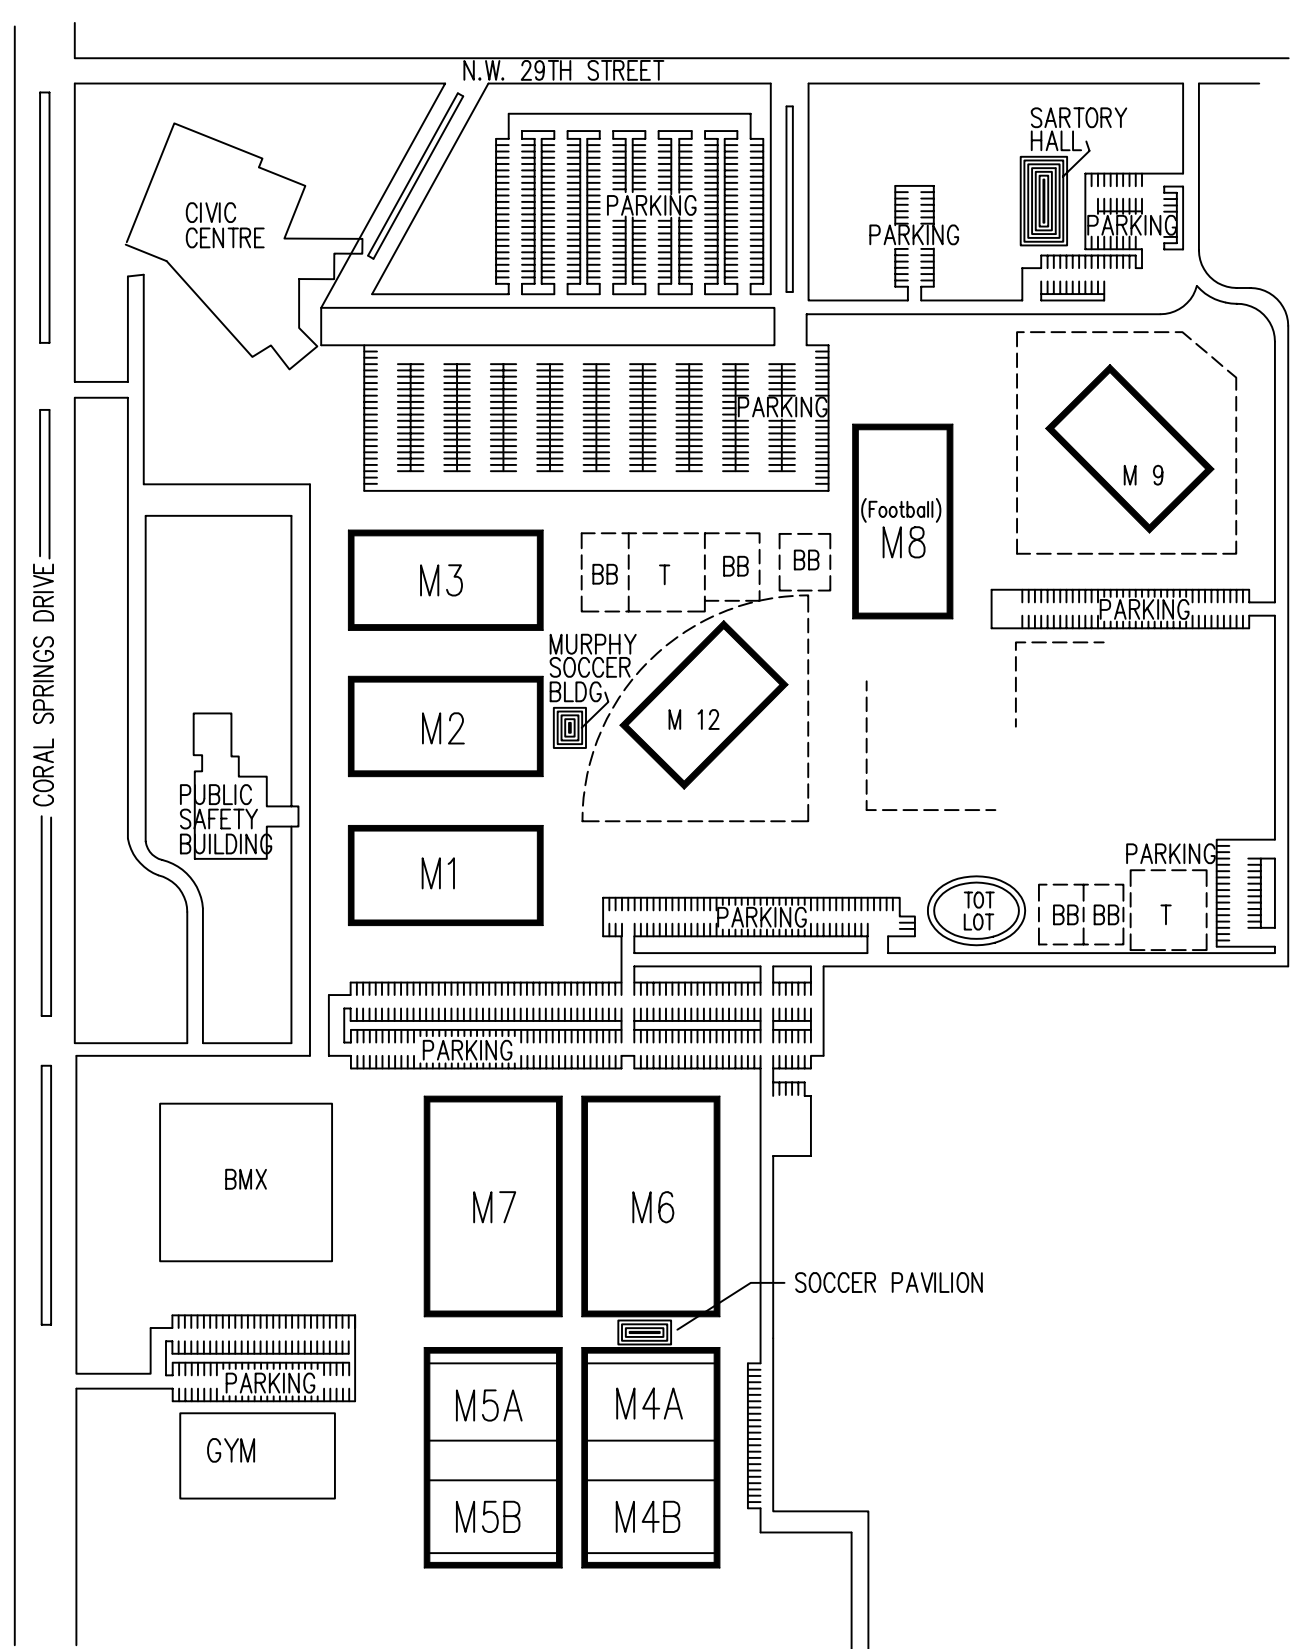 N.W. 29TH STREET
SARTORY
HALL
CIVIC
CENTRE
PARKING
PARKING
PARKING
PARKING
M 9
(Football)
M8
M3
BB
T
BB
BB
PARKING
CORAL SPRINGS DRIVE
MURPHY
SOCCER
BLDG.
M2
M 12
PUBLIC
SAFETY
BUILDING
M1
PARKING
PARKING
TOT
LOT
BB
BB
T
PARKING
BMX
M7
M6
SOCCER PAVILION
PARKING
M5A
M4A
GYM
M5B
M4B